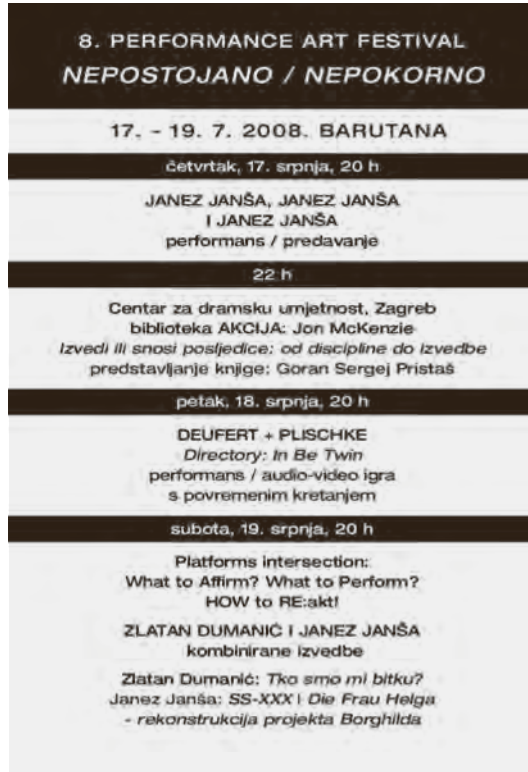 8. PERFORMANCE ART FESTIVAL
NEPOSTOJANO / NEPOKORNO
17. - 19. 7. 2008. BARUTANA
četvrtak, 17. srpnja, 20 h
JANEZ JANŠA, JANEZ JANŠA
I JANEZ JANŠA
performans / predavanje
22 h
Centar za dramsku umjetnost, Zagreb
biblioteka AKCIJA: Jon McKenzie
Izvedi ili snosi posljedice: od discipline do izvedbe
predstavljanje knjige: Goran Sergej Pristaš
petak, 18. srpnja, 20 h
DEUFERT + PLISCHKE
Directory: In Be Twin
performans / audio-video igra
s povremenim kretanjem
subota, 19. srpnja, 20 h
Platforms intersection:
What to Affirm? What to Perform?
HOW to RE:akt!
ZLATAN DUMANIĆ I JANEZ JANŠA
kombinirane izvedbe
Zlatan Dumanić: Tko smo mi bitku?
Janez Janša: SS-XXX | Die Frau Helga
- rekonstrukcija projekta Borghilda